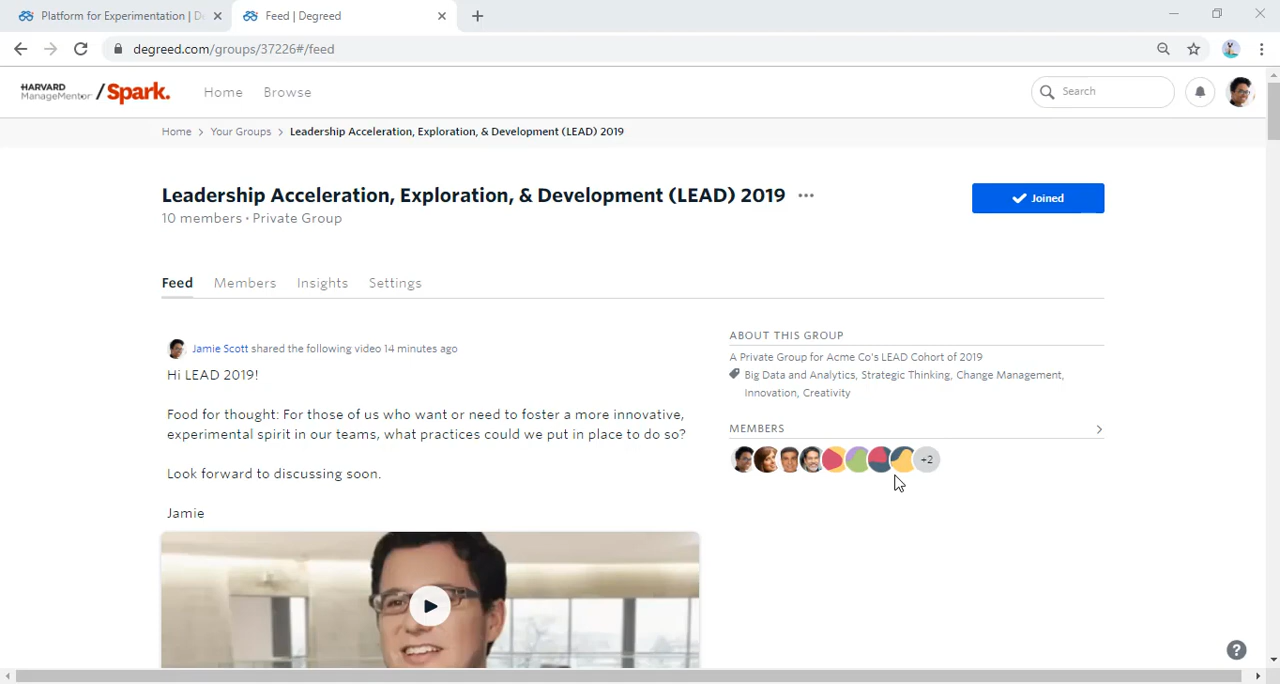 Platform for Experimentation | D
Feed | Degreed
degreed.com/groups/37226#/feed
HARVARD
ManageMentor / Spark.
Home
Browse
Search
Home > Your Groups > Leadership Acceleration, Exploration, & Development (LEAD) 2019
Leadership Acceleration, Exploration, & Development (LEAD) 2019 •••
Joined
10 members · Private Group
Feed
Members
Insights
Settings
Jamie Scott shared the following video 14 minutes ago
Hi LEAD 2019!
Food for thought: For those of us who want or need to foster a more innovative,
experimental spirit in our teams, what practices could we put in place to do so?
Look forward to discussing soon.
Jamie
ABOUT THIS GROUP
A Private Group for Acme Co's LEAD Cohort of 2019
Big Data and Analytics, Strategic Thinking, Change Management,
Innovation, Creativity
MEMBERS
+2
?